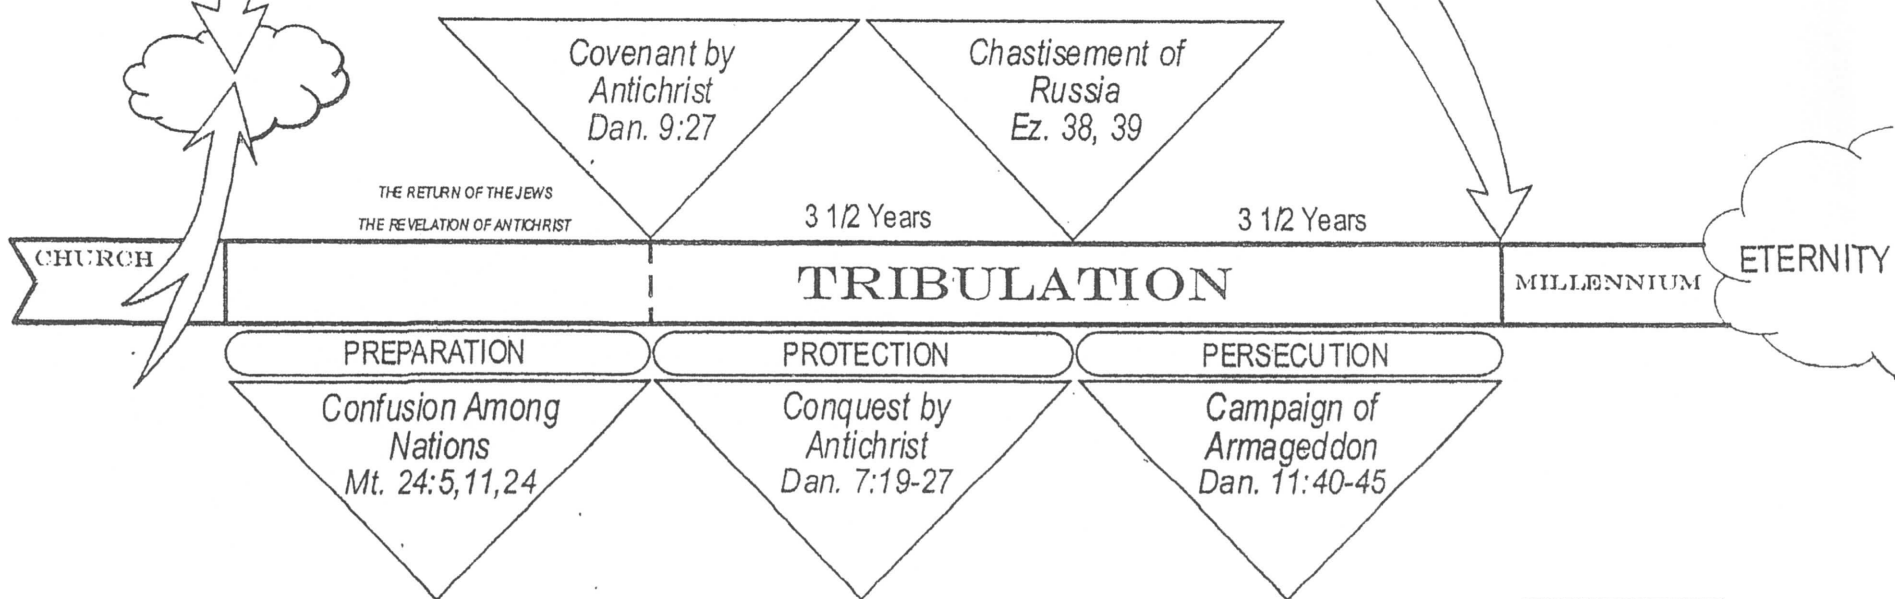 Covenant by
Antichrist
Dan. 9:27
Chastisement of
Russia
Ez. 38, 39
THE RETURN OF THE JEWS
THE REVELATION OF ANTICHRIST
3 1/2 Years
3 1/2 Years
CHURCH
TRIBULATION
MILLENNIUM
ETERNITY
PREPARATION
PROTECTION
PERSECUTION
Confusion Among
Nations
Mt. 24:5,11,24
Conquest by
Antichrist
Dan. 7:19-27
Campaign of
Armageddon
Dan. 11:40-45